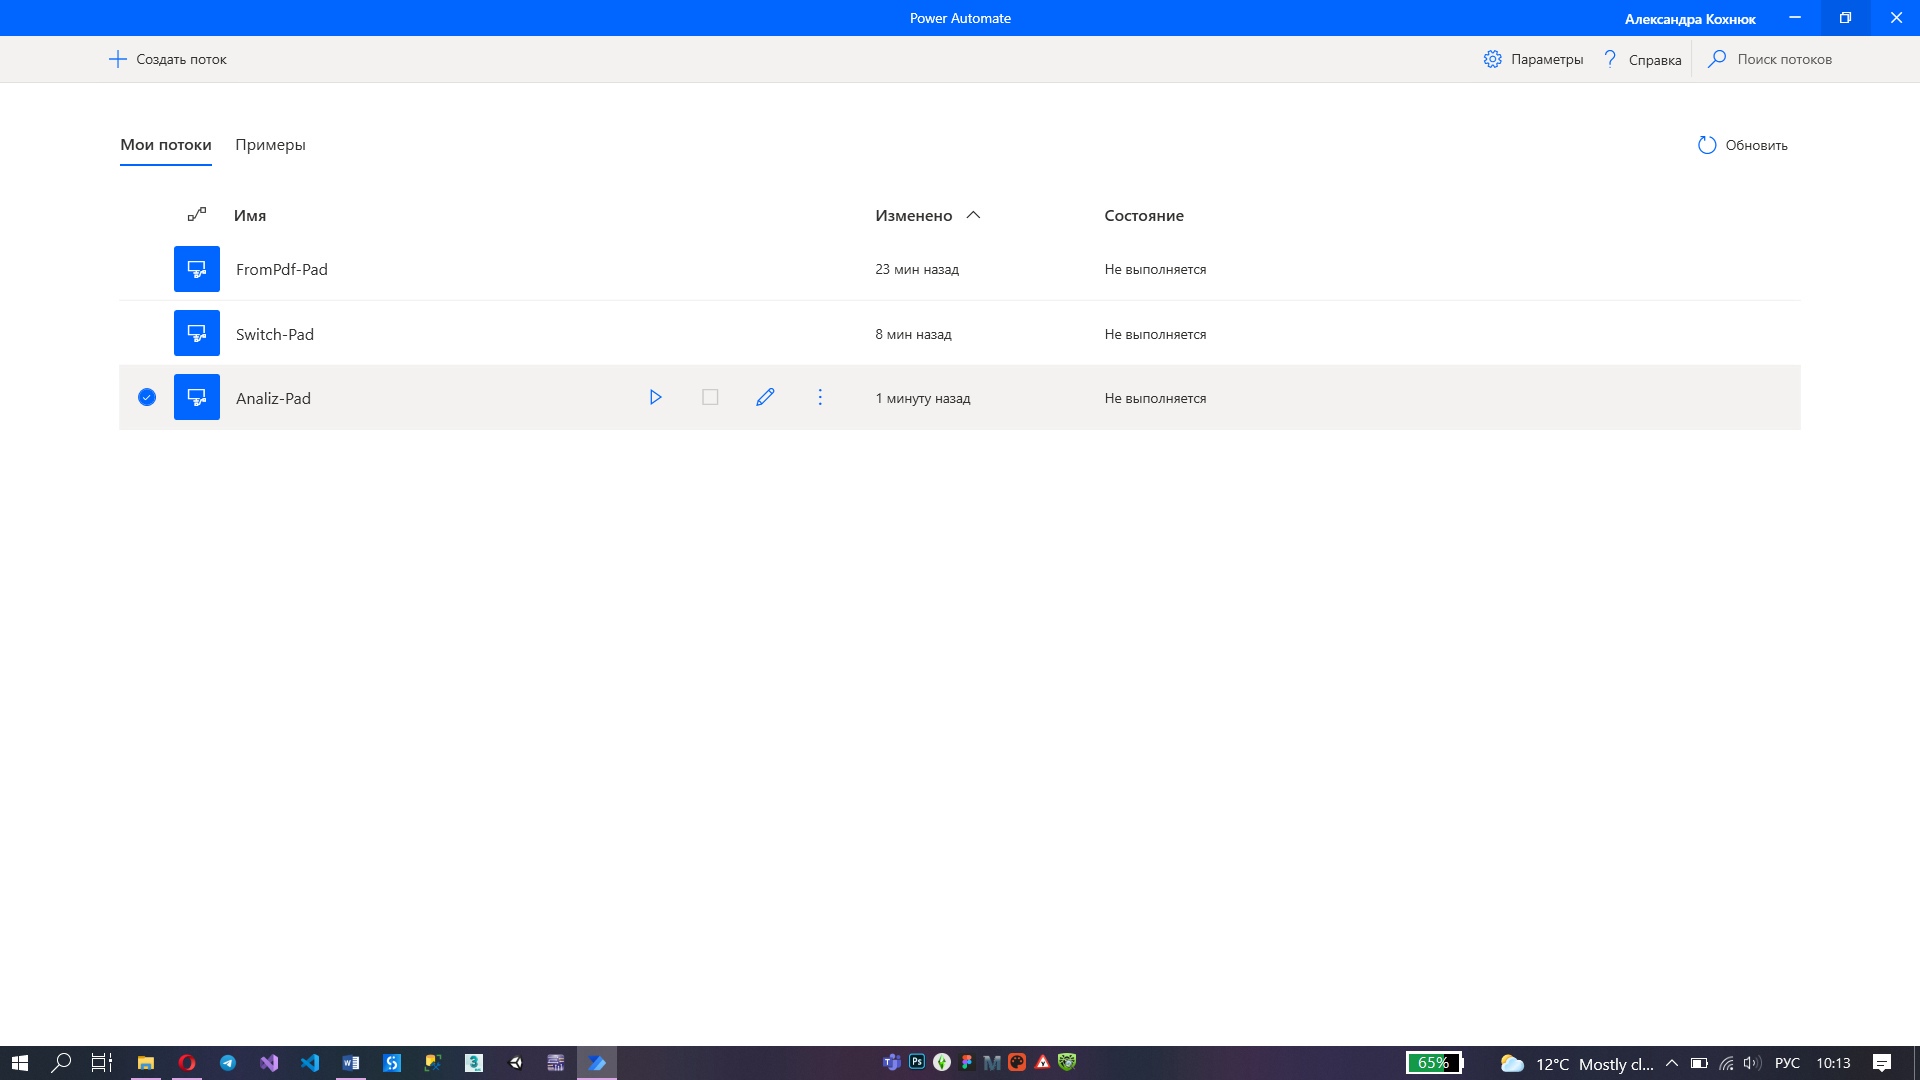 Power Automate
Александра Кохнюк
Создать поток
Параметры
Справка
Поиск потоков
Мои потоки
Примеры
Обновить
Имя
Изменено
Состояние
FromPdf-Pad
23 мин назад
Не выполняется
Switch-Pad
8 мин назад
Не выполняется
Analiz-Pad
1 минуту назад
Не выполняется
65%
12°C Mostly cl...
РУС
10:13